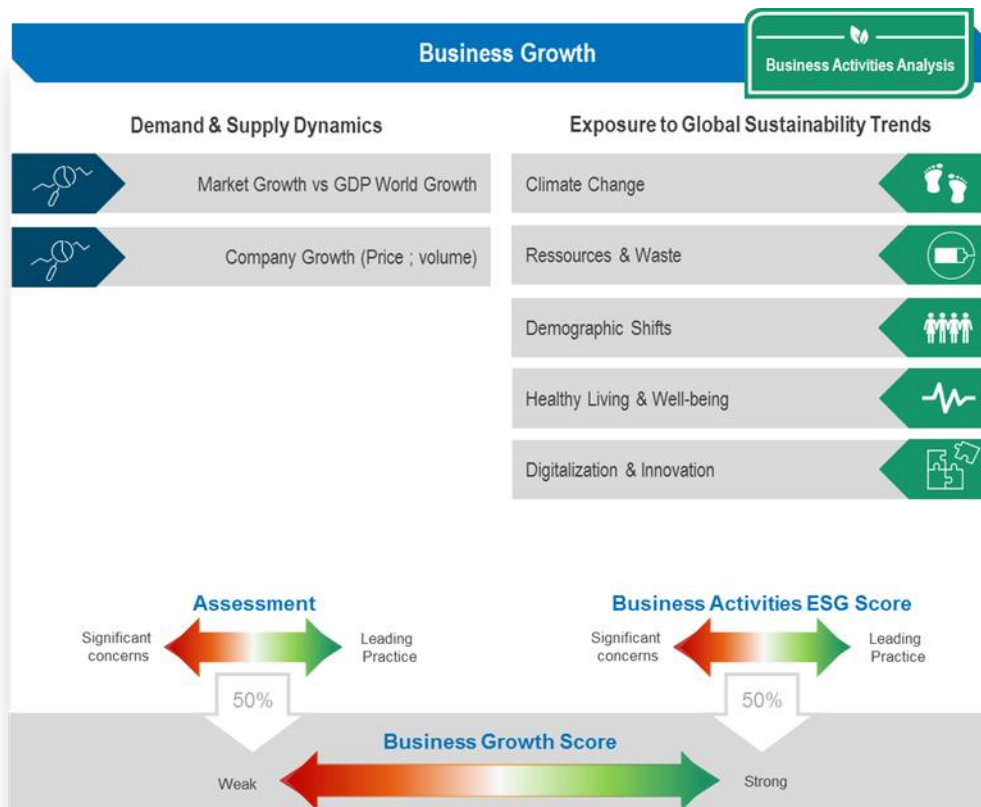 Business Growth
Business Activities Analysis
Demand & Supply Dynamics
Exposure to Global Sustainability Trends
Market Growth vs GDP World Growth
Company Growth (Price ; volume)
Climate Change
Ressources & Waste
Demographic Shifts
Healthy Living & Well-being
Digitalization & Innovation
Assessment
Significant
concerns
Leading
Practice
50%
Business Activities ESG Score
Significant
concerns
Leading
Practice
50%
Business Growth Score
Weak
Strong